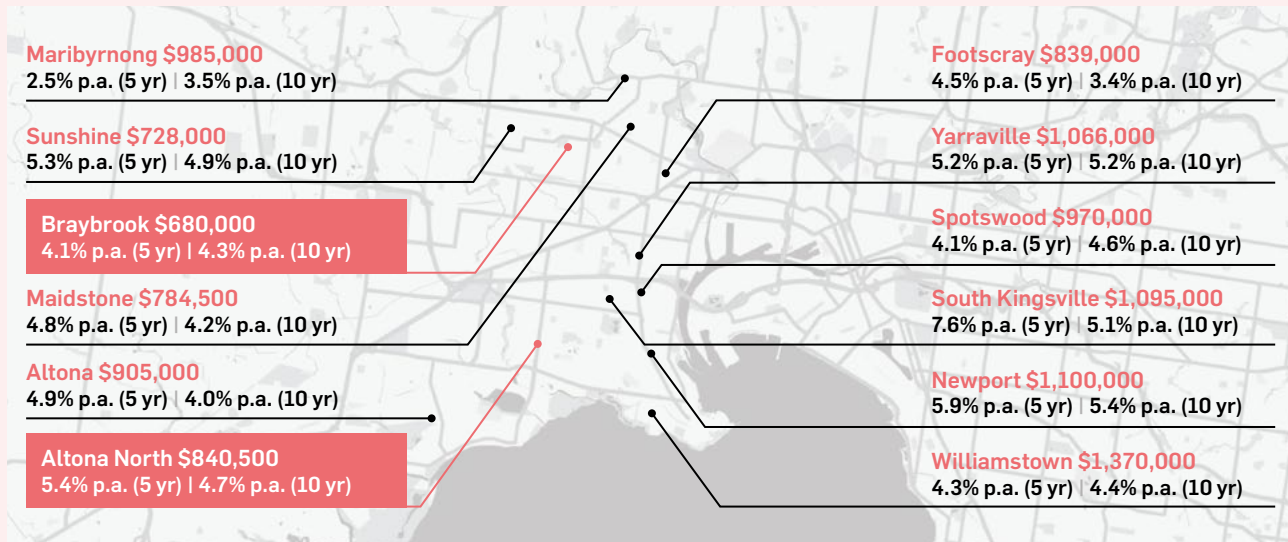 Maribyrnong $985,000
2.5% p.a. (5 yr) | 3.5% p.a. (10 yr)
Sunshine $728,000
5.3% p.a. (5 yr) | 4.9% p.a. (10 yr)
Braybrook $680,000
4.1% p.a. (5 yr) | 4.3% p.a. (10 yr)
Maidstone $784,500
4.8% p.a. (5 yr) | 4.2% p.a. (10 yr)
Altona $905,000
4.9% p.a. (5 yr) | 4.0% p.a. (10 yr)
Altona North $840,500
5.4% p.a. (5 yr) | 4.7% p.a. (10 yr)
Footscray $839,000
4.5% p.a. (5 yr) | 3.4% p.a. (10 yr)
Yarraville $1,066,000
5.2% p.a. (5 yr) | 5.2% p.a. (10 yr)
Spotswood $970,000
4.1% p.a. (5 yr) | 4.6% p.a. (10 yr)
South Kingsville $1,095,000
7.6% p.a. (5 yr) | 5.1% p.a. (10 yr)
Newport $1,100,000
5.9% p.a. (5 yr) | 5.4% p.a. (10 yr)
Williamstown $1,370,000
4.3% p.a. (5 yr) | 4.4% p.a. (10 yr)